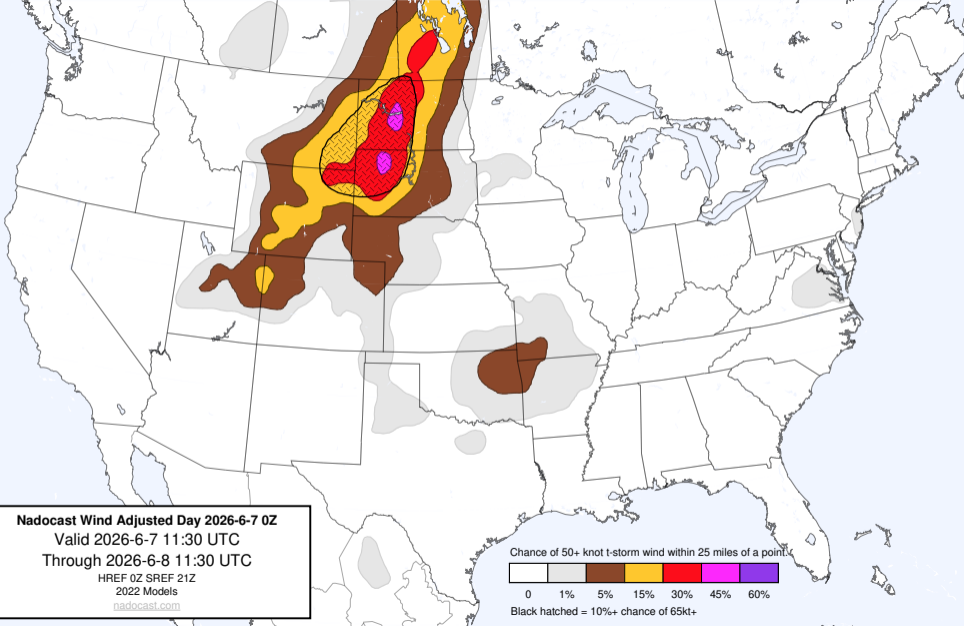 Nadocast Wind Adjusted Day 2026-6-7 0Z
Valid 2026-6-7 11:30 UTC
Through 2026-6-8 11:30 UTC
HREF 0Z SREF 21Z
2022 Models
nadocast.com
Chance of 50+ knot t-storm wind within 25 miles of a point.
0 1% 5% 15% 30% 45% 60%
Black hatched = 10%+ chance of 65kt+